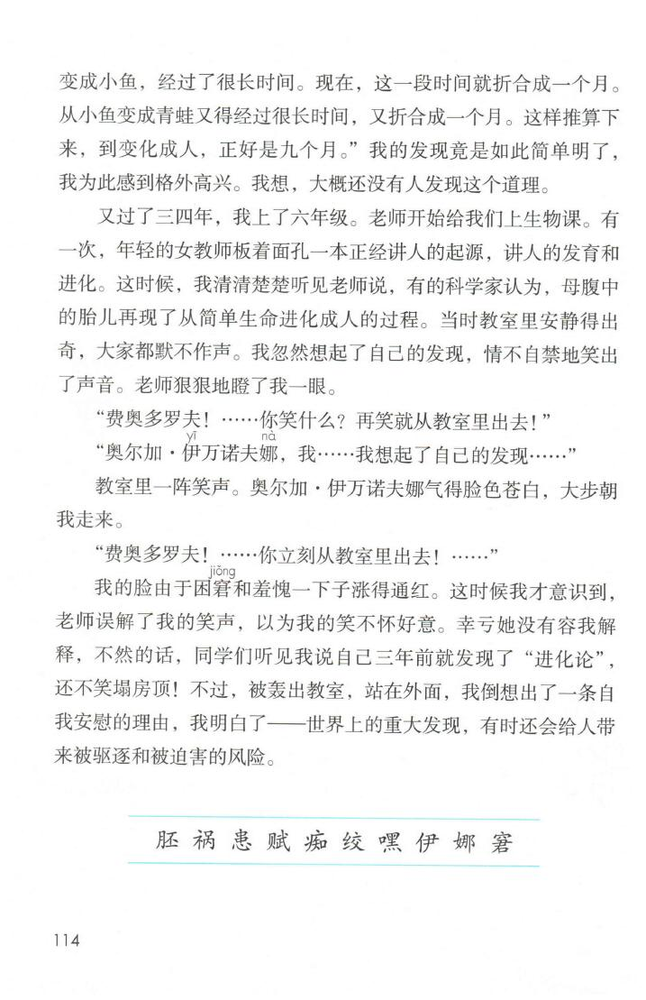 变成小鱼，经过了很长时间。现在，这一段时间就折合成一个月。
从小鱼变成青蛙又得经过很长时间，又折合成一个月。这样推算下
来，到变化成人，正好是九个月。”我的发现竟是如此简单明了，
我为此感到格外高兴。我想，大概还没有人发现这个道理。
又过了三四年，我上了六年级。老师开始给我们上生物课。有
一次，年轻的女教师板着面孔一本正经讲人的起源，讲人的发育和
进化。这时候，我清清楚楚听见老师说，有的科学家认为，母腹中
的胎儿再现了从简单生命进化成人的过程。当时教室里安静得出
奇，大家都默不作声。我忽然想起了自己的发现，情不自禁地笑出
了声音。老师狠狠地瞪了我一眼。
“费奥多罗夫！……你笑什么？再笑就从教室里出去！”
yī nà
“奥尔加·伊万诺夫娜，我……我想起了自己的发现……”
教室里一阵笑声。奥尔加·伊万诺夫娜气得脸色苍白，大步朝
我走来。
“费奥多罗夫！……你立刻从教室里出去！……”
jiǒng
我的脸由于困窘和羞愧一下子涨得通红。这时候我才意识到，
老师误解了我的笑声，以为我的笑不怀好意。幸亏她没有容我解
释，不然的话，同学们听见我说自己三年前就发现了“进化论”，
还不笑塌房顶！不过，被轰出教室，站在外面，我倒想出了一条自
我安慰的理由，我明白了——世界上的重大发现，有时还会给人带
来被驱逐和被迫害的风险。
胚祸患赋痴绞嘿伊娜窘
114